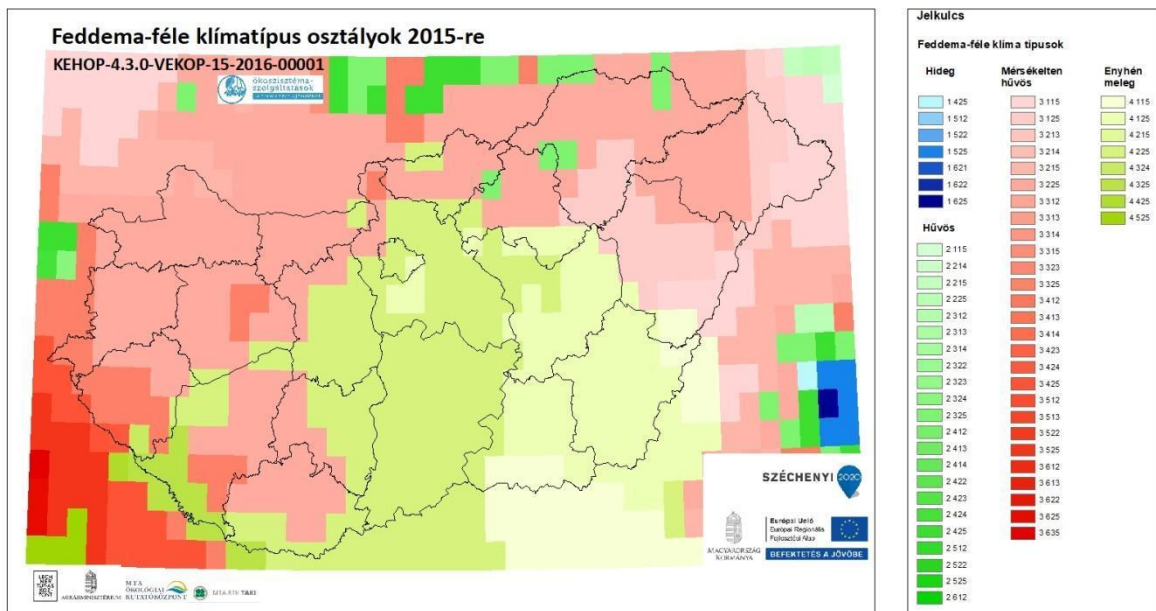 Feddema-féle klímatípus osztályok 2015-re
KEHOP-4.3.0-VEKOP-15-2016-00001
ökoszisztéma-
szolgáltatások
SZÉCHENYI 2020
MAGYARORSZÁG
KORMÁNYA
Európai Unió
Európai Regionális
Fejlesztési Alap
BEFEKTETÉS A JÖVŐBE
AGRÁRMINISZTÉRIUM
MTA
ÖKOLÓGIAI
KUTATÓKÖZPONT
Jelkulcs
Feddema-féle klíma típusok
Hideg
1 425
1 512
1 522
1 525
1 621
1 622
1 625
Hűvös
2 115
2 214
2 215
2 225
2 312
2 313
2 314
2 322
2 323
2 324
2 325
2 412
2 413
2 414
2 422
2 423
2 424
2 425
2 512
2 522
2 525
2 612
Mérsékelten
hűvös
3 115
3 125
3 213
3 214
3 215
3 225
3 312
3 313
3 314
3 315
3 323
3 325
3 412
3 413
3 414
3 423
3 424
3 425
3 512
3 513
3 522
3 525
3 612
3 613
3 622
3 625
3 635
Enyhén
meleg
4 115
4 125
4 215
4 225
4 324
4 325
4 425
4 525